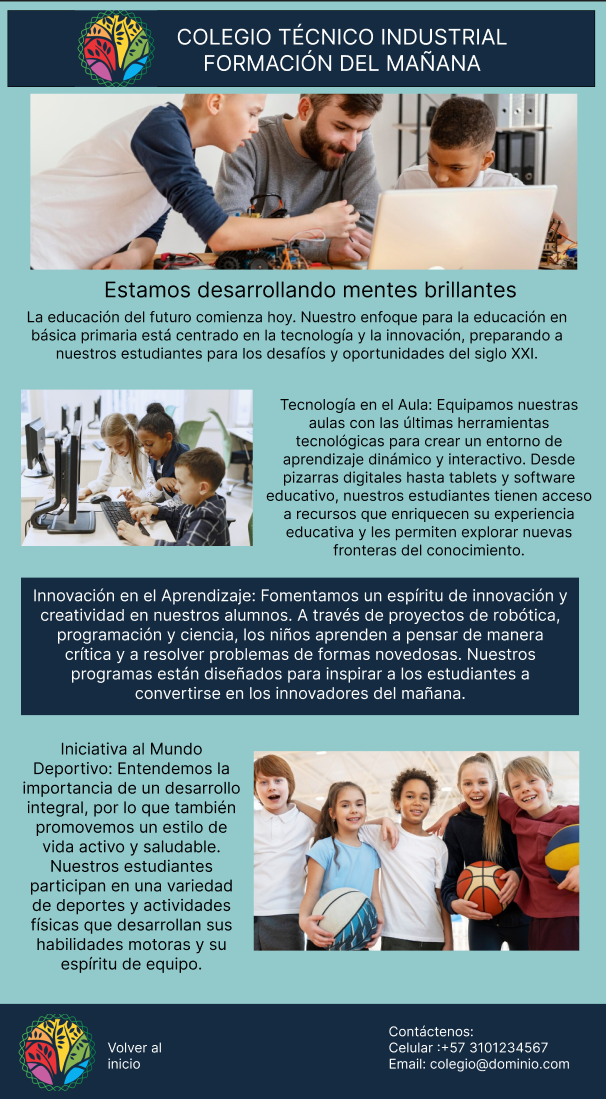 COLEGIO TÉCNICO INDUSTRIAL
FORMACIÓN DEL MAÑANA
Estamos desarrollando mentes brillantes
La educación del futuro comienza hoy. Nuestro enfoque para la educación en
básica primaria está centrado en la tecnología y la innovación, preparando a
nuestros estudiantes para los desafíos y oportunidades del siglo XXI.
Tecnología en el Aula: Equipamos nuestras
aulas con las últimas herramientas
tecnológicas para crear un entorno de
aprendizaje dinámico y interactivo. Desde
pizarras digitales hasta tablets y software
educativo, nuestros estudiantes tienen acceso
a recursos que enriquecen su experiencia
educativa y les permiten explorar nuevas
fronteras del conocimiento.
Innovación en el Aprendizaje: Fomentamos un espíritu de innovación y
creatividad en nuestros alumnos. A través de proyectos de robótica,
programación y ciencia, los niños aprenden a pensar de manera
crítica y a resolver problemas de formas novedosas. Nuestros
programas están diseñados para inspirar a los estudiantes a
convertirse en los innovadores del mañana.
Iniciativa al Mundo
Deportivo: Entendemos la
importancia de un desarrollo
integral, por lo que también
promovemos un estilo de
vida activo y saludable.
Nuestros estudiantes
participan en una variedad
de deportes y actividades
físicas que desarrollan sus
habilidades motoras y su
espíritu de equipo.
Volver al
inicio
Contáctenos:
Celular :+57 3101234567
Email: colegio@dominio.com